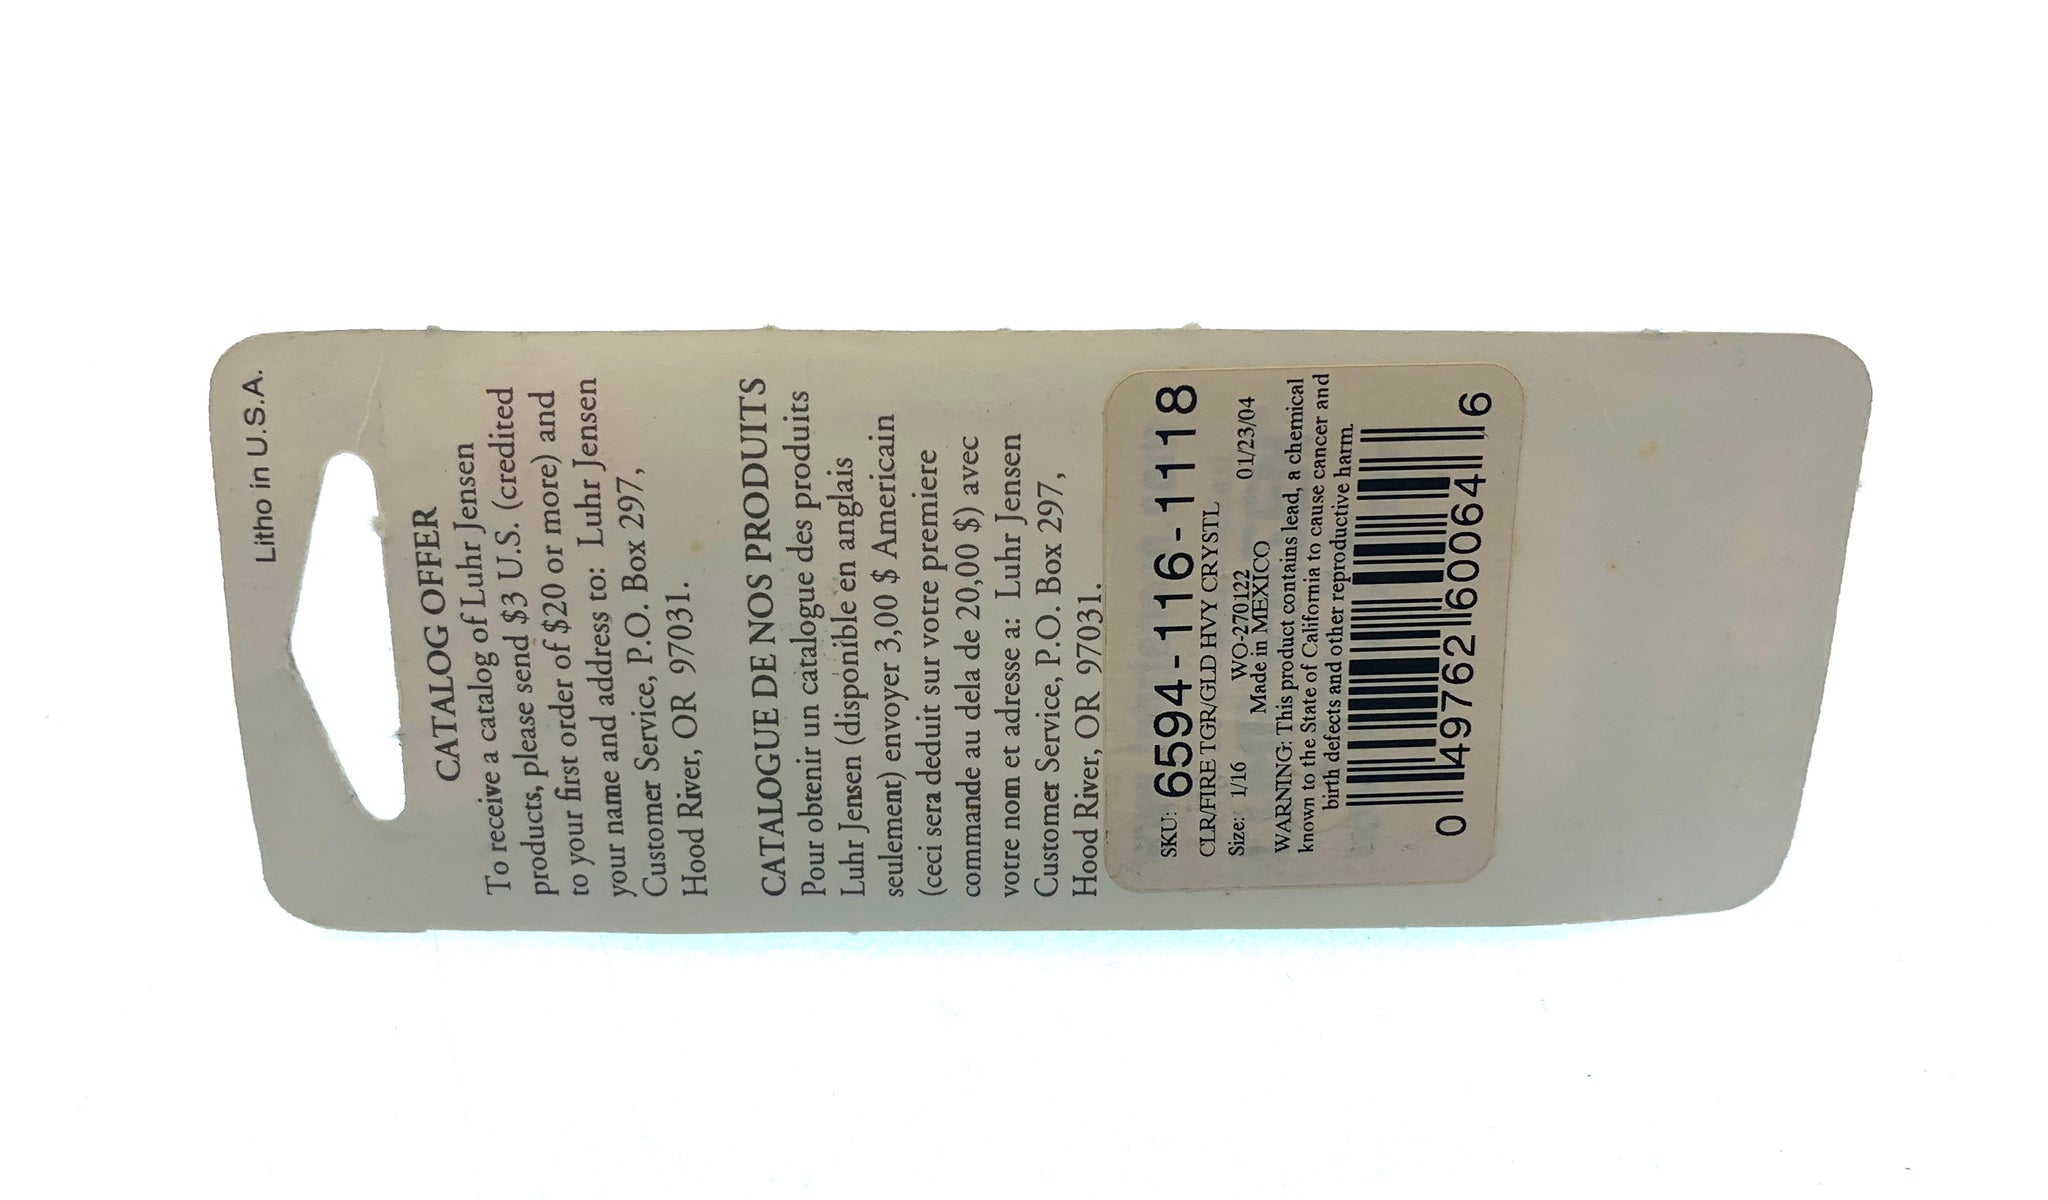 Litho in U.S.A.
CATALOG OFFER
To receive a catalog of Luhr Jensen
products, please send $3 U.S. (credited
to your first order of $20 or more) and
your name and address to: Luhr Jensen
Customer Service, P.O. Box 297,
Hood River, OR 97031.
CATALOGUE DE NOS PRODUITS
Pour obtenir un catalogue des produits
Luhr Jensen (disponible en anglais
seulement) envoyer 3,00 $ Americain
(ceci sera deduit sur votre premiere
commande au dela de 20,00 $) avec
votre nom et adresse a: Luhr Jensen
Customer Service, P.O. Box 297,
Hood River, OR 97031.
SKU: 6594-116-1118
CLR/FIRE TGR/GLD HVY CRYSTL
Size: 1/16 WO-270122 01/23/04
Made in MEXICO
WARNING: This product contains lead, a chemical
known to the State of California to cause cancer and
birth defects and other reproductive harm.
0 49762 60064 6